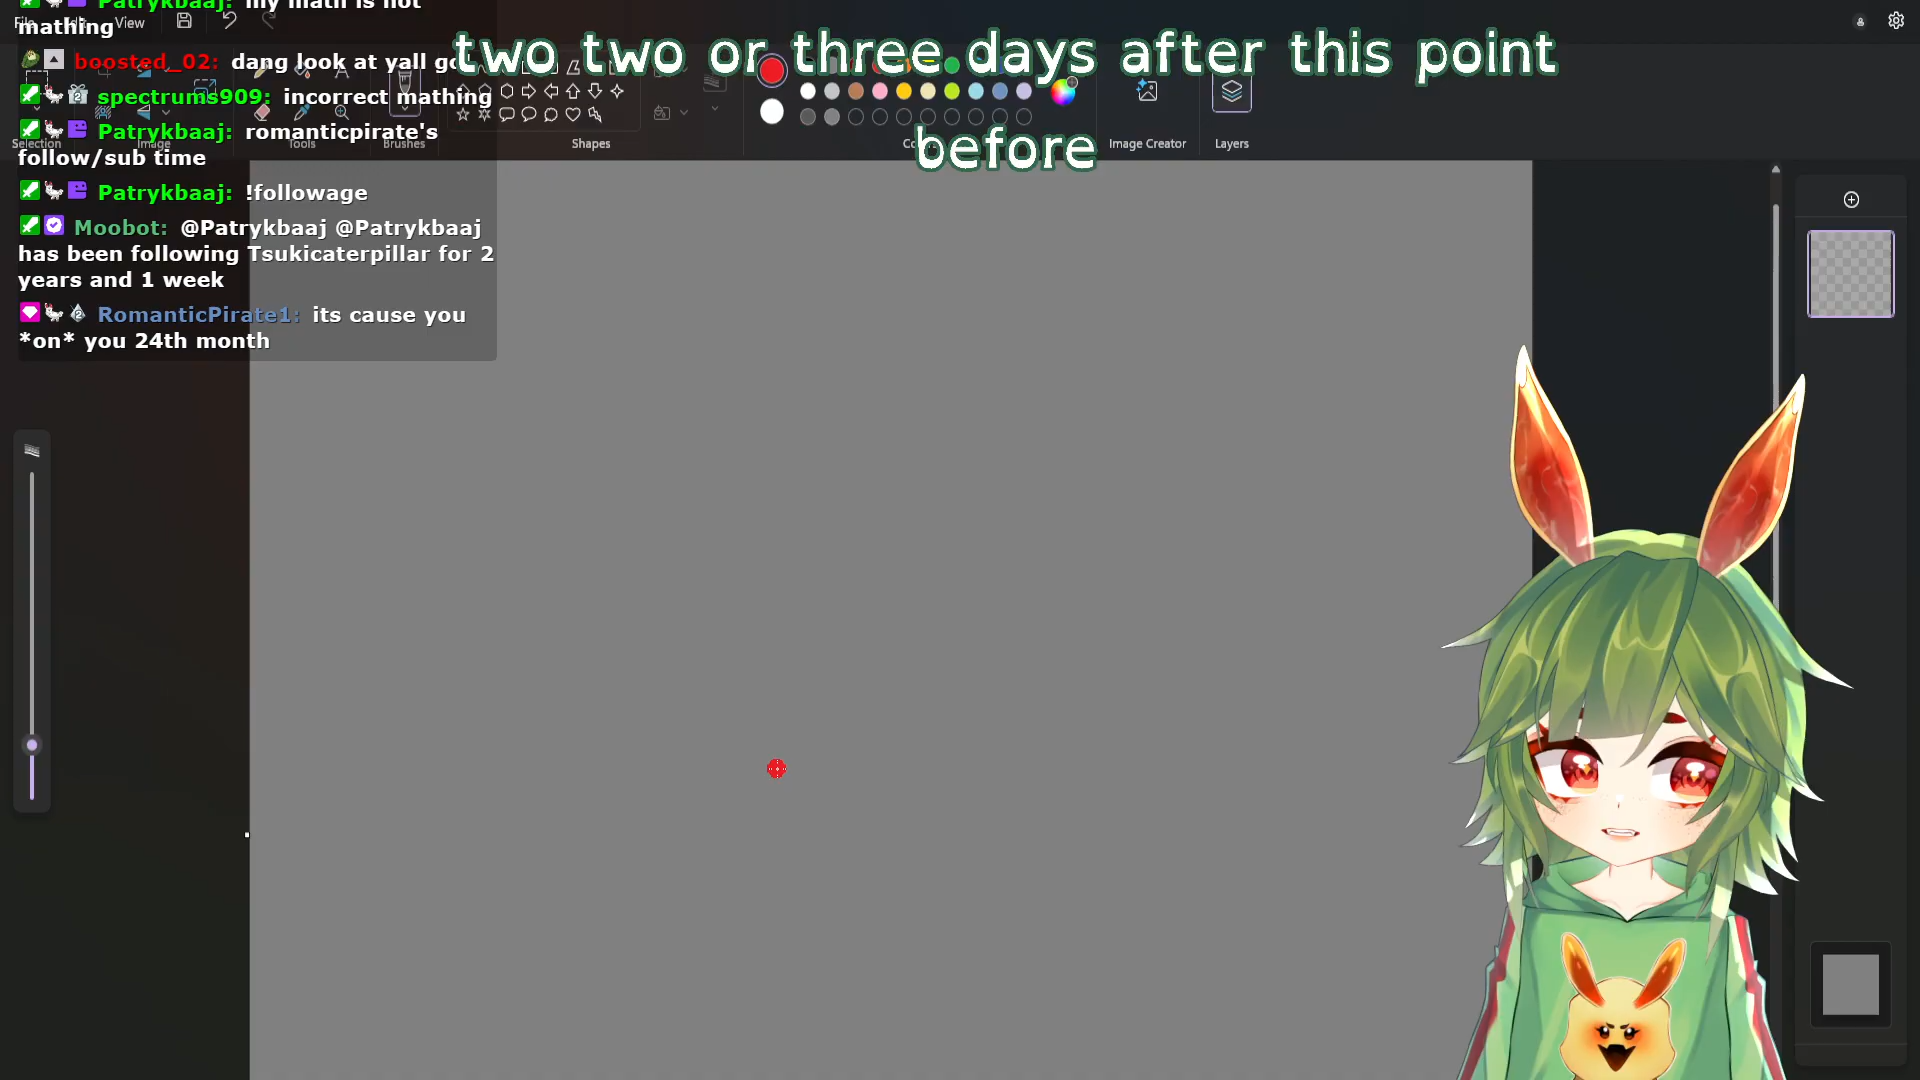 Patrykbaaj: my math is not
mathing
View
two two or three days after this point
before
boosted_02: dang look at yall go
spectrums909: incorrect mathing
Patrykbaaj: romanticpirate's
follow/sub time
Patrykbaaj: !followage
Moobot: @Patrykbaaj @Patrykbaaj
has been following Tsukicaterpillar for 2
years and 1 week
RomanticPirate1: its cause you
*on* you 24th month
Selection
Image
Tools
Brushes
Shapes
Image Creator
Layers